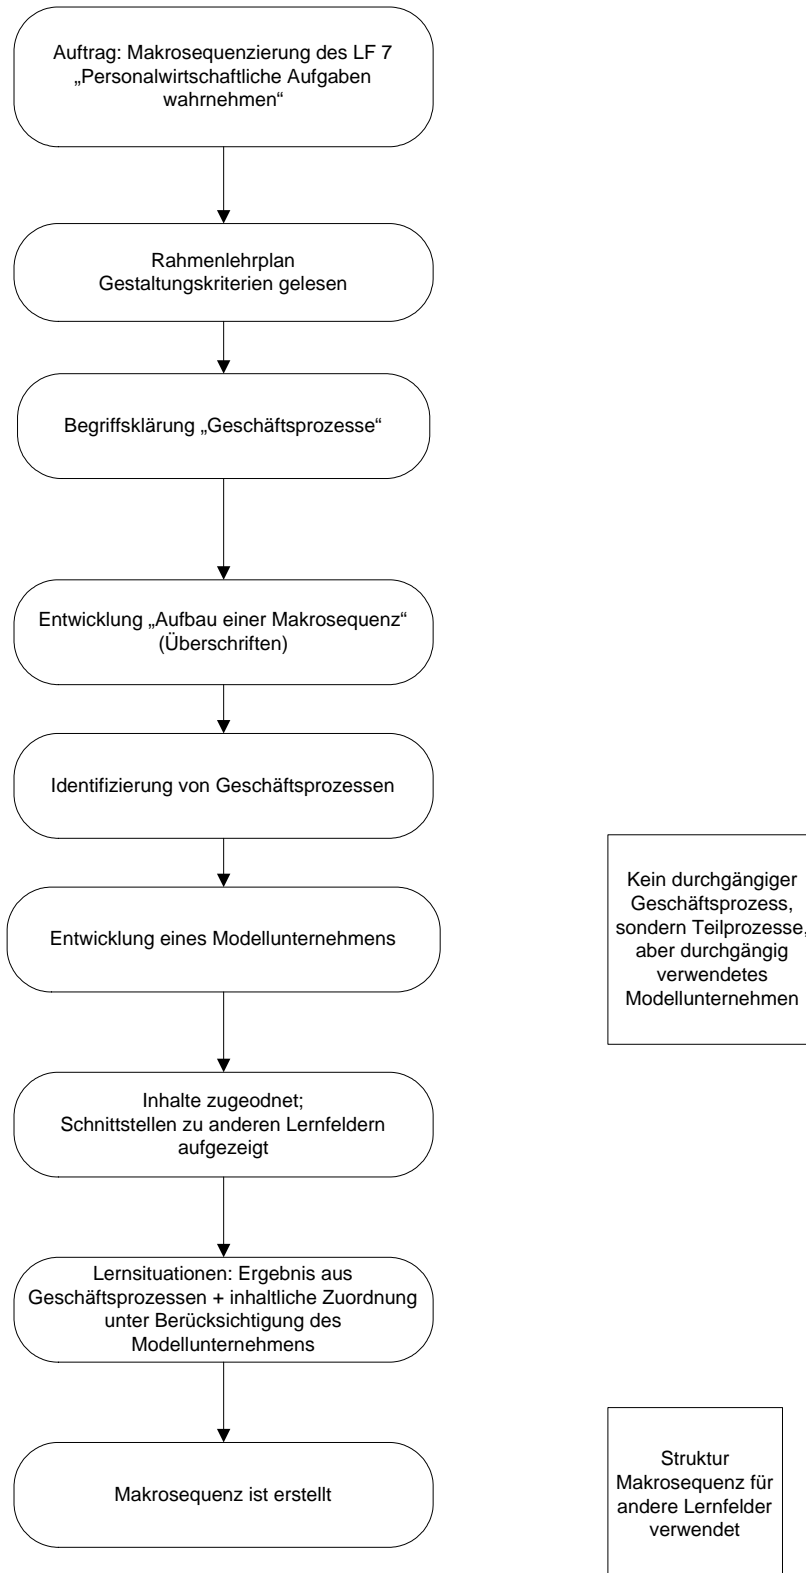 Auftrag: Makrosequenzierung des LF 7
„Personalwirtschaftliche Aufgaben
wahrnehmen“
Rahmenlehrplan
Gestaltungskriterien gelesen
Begriffsklärung „Geschäftsprozesse“
Entwicklung „Aufbau einer Makrosequenz“
(Überschriften)
Identifizierung von Geschäftsprozessen
Entwicklung eines Modellunternehmens
Kein durchgängiger
Geschäftsprozess,
sondern Teilprozesse,
aber durchgängig
verwendetes
Modellunternehmen
Inhalte zugeodnet;
Schnittstellen zu anderen Lernfeldern
aufgezeigt
Lernsituationen: Ergebnis aus
Geschäftsprozessen + inhaltliche Zuordnung
unter Berücksichtigung des
Modellunternehmens
Makrosequenz ist erstellt
Struktur
Makrosequenz für
andere Lernfelder
verwendet